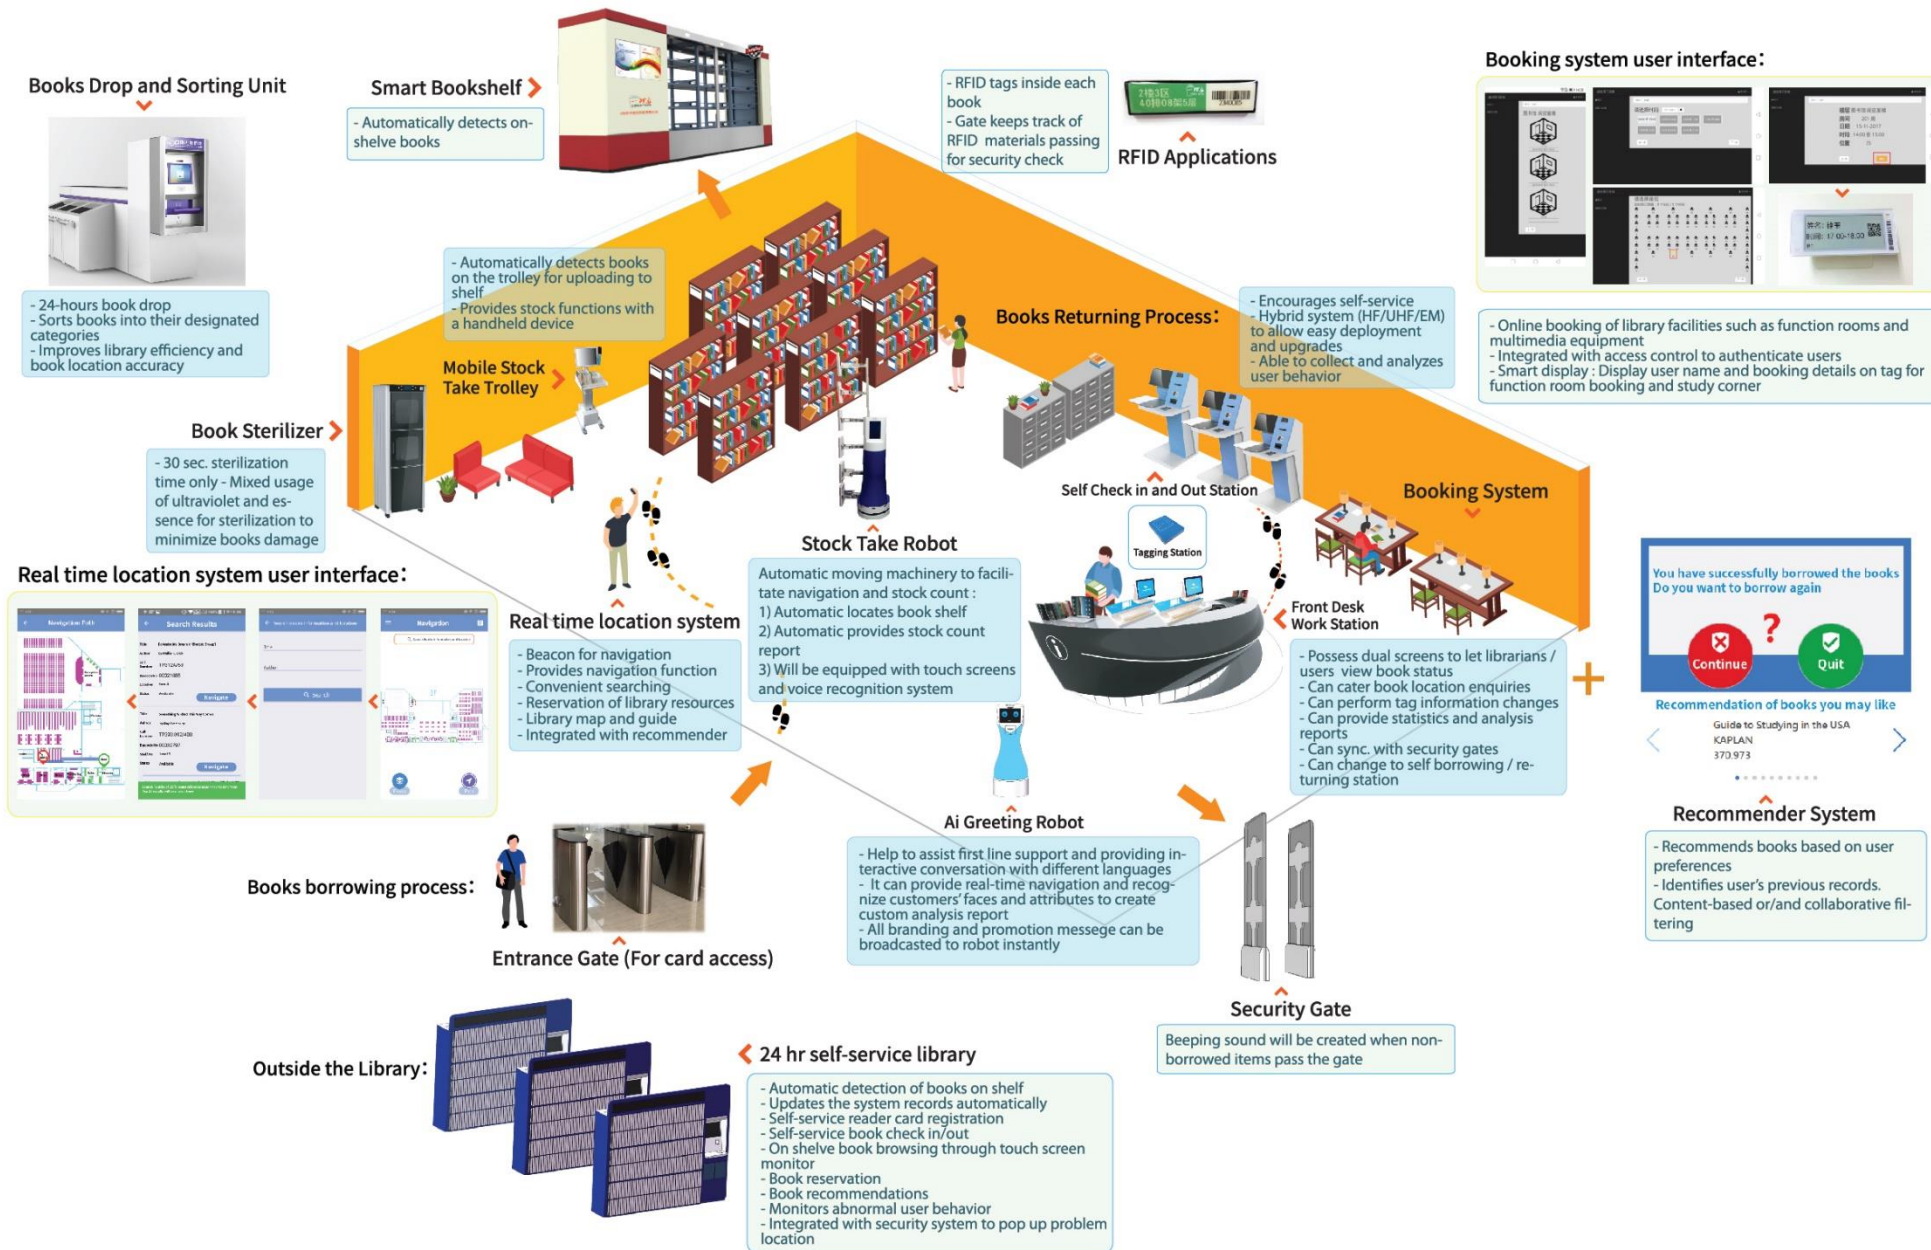 Books Drop and Sorting Unit
- 24-hours book drop
- Sorts books into their designated
categories
- Improves library efficiency and
book location accuracy
Smart Bookshelf
- Automatically detects on-
shelve books
- RFID tags inside each
book
- Gate keeps track of
RFID materials passing
for security check
RFID Applications
Booking system user interface:
- Online booking of library facilities such as function rooms and
multimedia equipment
- Integrated with access control to authenticate users
- Smart display : Display user name and booking details on tag for
function room booking and study corner
- Automatically detects books
on the trolley for uploading to
shelf
- Provides stock functions with
a handheld device
Mobile Stock
Take Trolley
Books Returning Process:
- Encourages self-service
- Hybrid system (HF/UHF/EM)
to allow easy deployment
and upgrades
- Able to collect and analyzes
user behavior
Book Sterilizer
- 30 sec. sterilization
time only - Mixed usage
of ultraviolet and es-
sence for sterilization to
minimize books damage
Self Check in and Out Station
Tagging Station
Booking System
Stock Take Robot
Automatic moving machinery to facili-
tate navigation and stock count :
1) Automatic locates book shelf
2) Automatic provides stock count
report
3) Will be equipped with touch screens
and voice recognition system
Real time location system user interface:
Navigation Path
Search Results
Navigate
Navigate
Search
Navigation
Real time location system
- Beacon for navigation
- Provides navigation function
- Convenient searching
- Reservation of library resources
- Library map and guide
- Integrated with recommender
Front Desk
Work Station
- Possess dual screens to let librarians /
users view book status
- Can cater book location enquiries
- Can perform tag information changes
- Can provide statistics and analysis
reports
- Can sync. with security gates
- Can change to self borrowing / re-
turning station
You have successfully borrowed the books
Do you want to borrow again
?
Continue
Quit
Recommendation of books you may like
Guide to Studying in the USA
KAPLAN
370.973
Recommender System
- Recommends books based on user
preferences
- Identifies user's previous records.
Content-based or/and collaborative fil-
tering
Ai Greeting Robot
- Help to assist first line support and providing in-
teractive conversation with different languages
- It can provide real-time navigation and recog-
nize customers' faces and attributes to create
custom analysis report
- All branding and promotion messege can be
broadcasted to robot instantly
Books borrowing process:
Entrance Gate (For card access)
Security Gate
Beeping sound will be created when non-
borrowed items pass the gate
Outside the Library:
24 hr self-service library
- Automatic detection of books on shelf
- Updates the system records automatically
- Self-service reader card registration
- Self-service book check in/out
- On shelve book browsing through touch screen
monitor
- Book reservation
- Book recommendations
- Monitors abnormal user behavior
- Integrated with security system to pop up problem
location